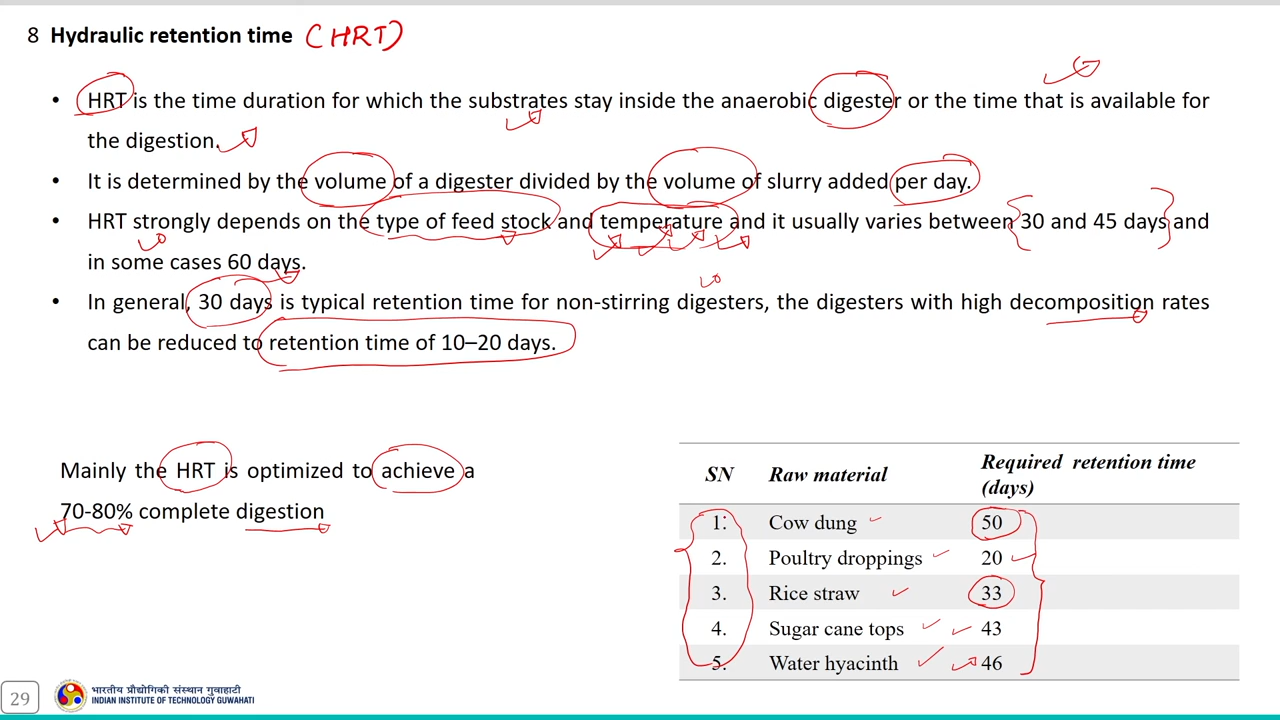 8 Hydraulic retention time (HRT)
• HRT is the time duration for which the substrates stay inside the anaerobic digester or the time that is available for
the digestion.
• It is determined by the volume of a digester divided by the volume of slurry added per day.
• HRT strongly depends on the type of feed stock and temperature and it usually varies between 30 and 45 days and
in some cases 60 days.
• In general, 30 days is typical retention time for non-stirring digesters, the digesters with high decomposition rates
can be reduced to retention time of 10–20 days.
Mainly the HRT is optimized to achieve a
70-80% complete digestion
SN Raw material Required retention time
(days)
1. Cow dung 50
2. Poultry droppings 20
3. Rice straw 33
4. Sugar cane tops 43
5. Water hyacinth 46
29
भारतीय प्रौद्योगिकी संस्थान गुवाहाटी
INDIAN INSTITUTE OF TECHNOLOGY GUWAHATI